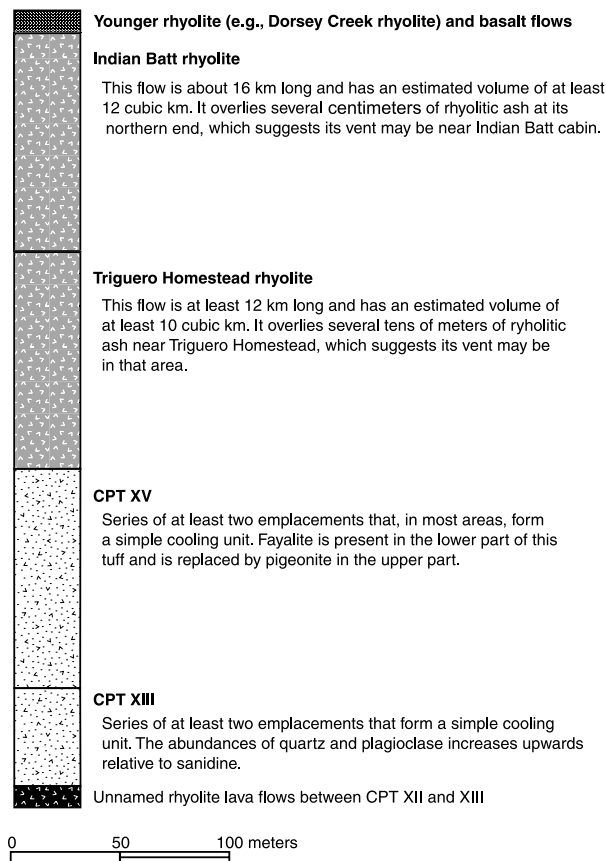 Younger rhyolite (e.g., Dorsey Creek rhyolite) and basalt flows
Indian Batt rhyolite
This flow is about 16 km long and has an estimated volume of at least
12 cubic km. It overlies several centimeters of rhyolitic ash at its
northern end, which suggests its vent may be near Indian Batt cabin.
Triguero Homestead rhyolite
This flow is at least 12 km long and has an estimated volume of
at least 10 cubic km. It overlies several tens of meters of ryholitic
ash near Triguero Homestead, which suggests its vent may be
in that area.
CPT XV
Series of at least two emplacements that, in most areas, form
a simple cooling unit. Fayalite is present in the lower part of this
tuff and is replaced by pigeonite in the upper part.
CPT XIII
Series of at least two emplacements that form a simple cooling
unit. The abundances of quartz and plagioclase increases upwards
relative to sanidine.
Unnamed rhyolite lava flows between CPT XII and XIII
0 50 100 meters